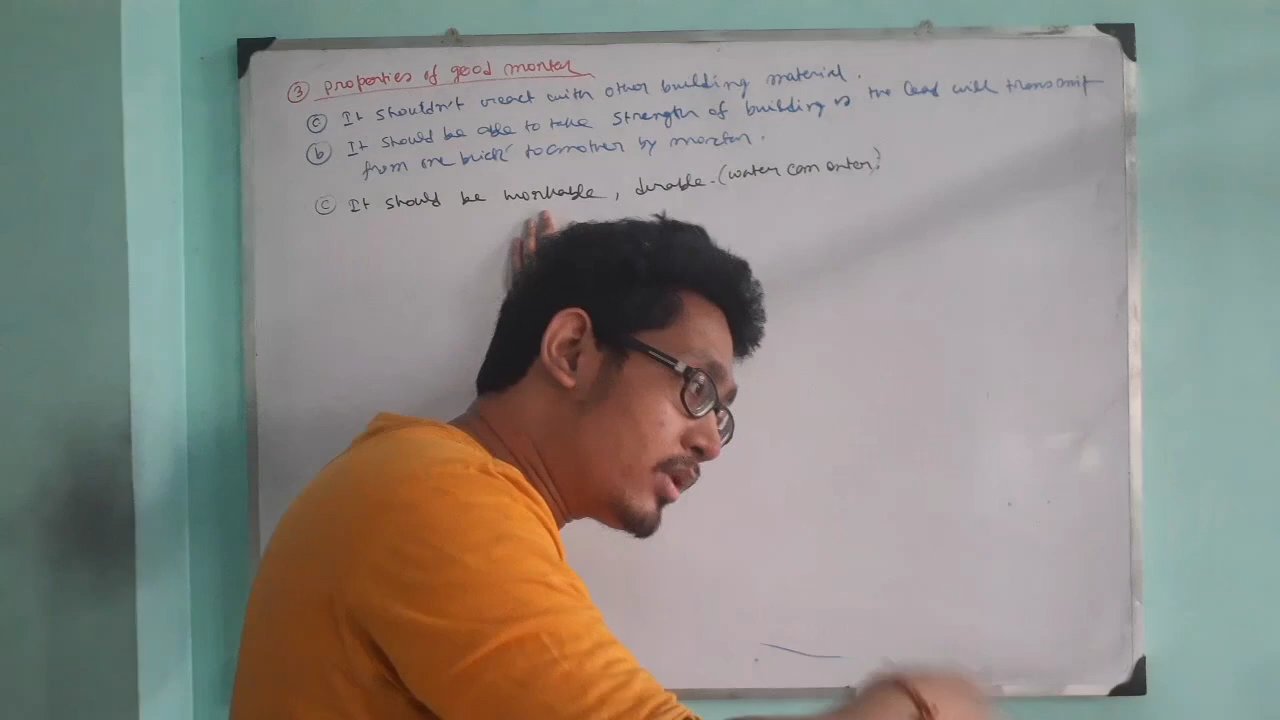 ③ properties of good mortar
ⓒ It shouldn't react with other building material.
ⓑ It should be able to take strength of building as the load will transmit
from one brick to another by mortar.
ⓒ It should be workable, durable. (water can enter)